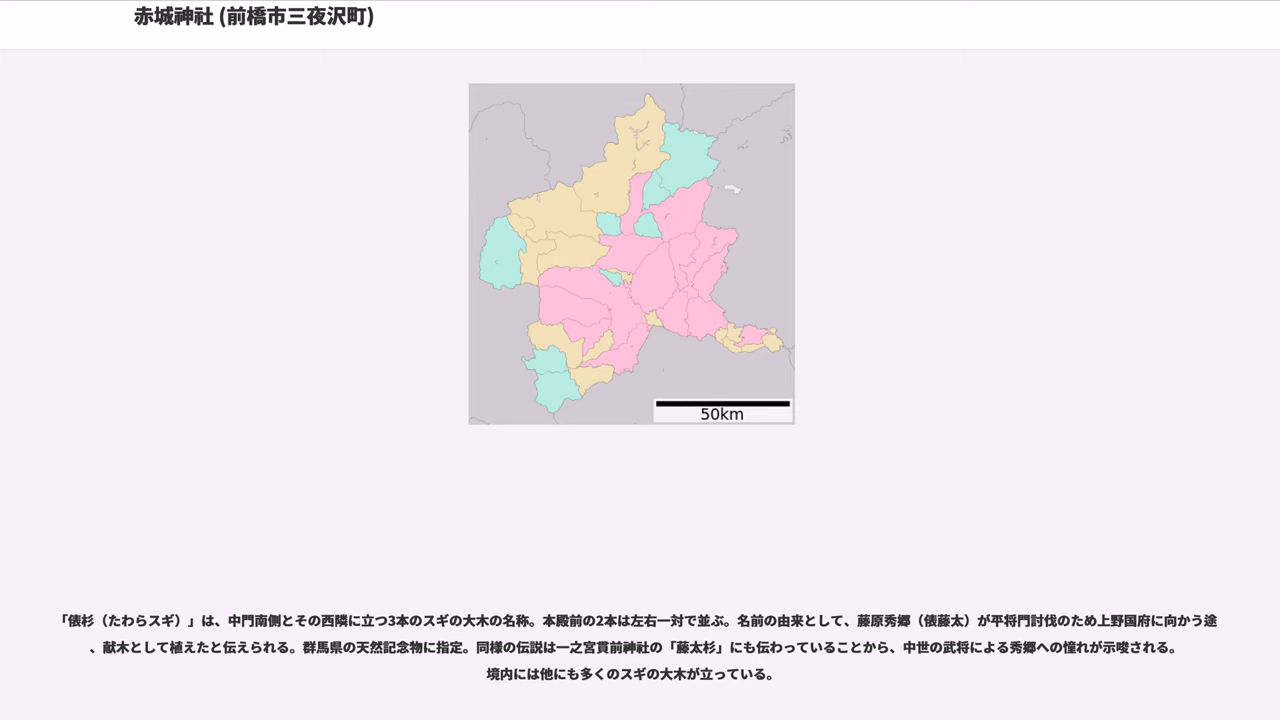 赤城神社 (前橋市三夜沢町)
50km
「俵杉（たわらスギ）」は、中門南側とその西隣に立つ3本のスギの大木の名称。本殿前の2本は左右一対で並ぶ。名前の由来として、藤原秀郷（俵藤太）が平将門討伐のため上野国府に向かう途
、献木として植えたと伝えられる。群馬県の天然記念物に指定。同様の伝説は一之宮貫前神社の「藤太杉」にも伝わっていることから、中世の武将による秀郷への憧れが示唆される。
境内には他にも多くのスギの大木が立っている。